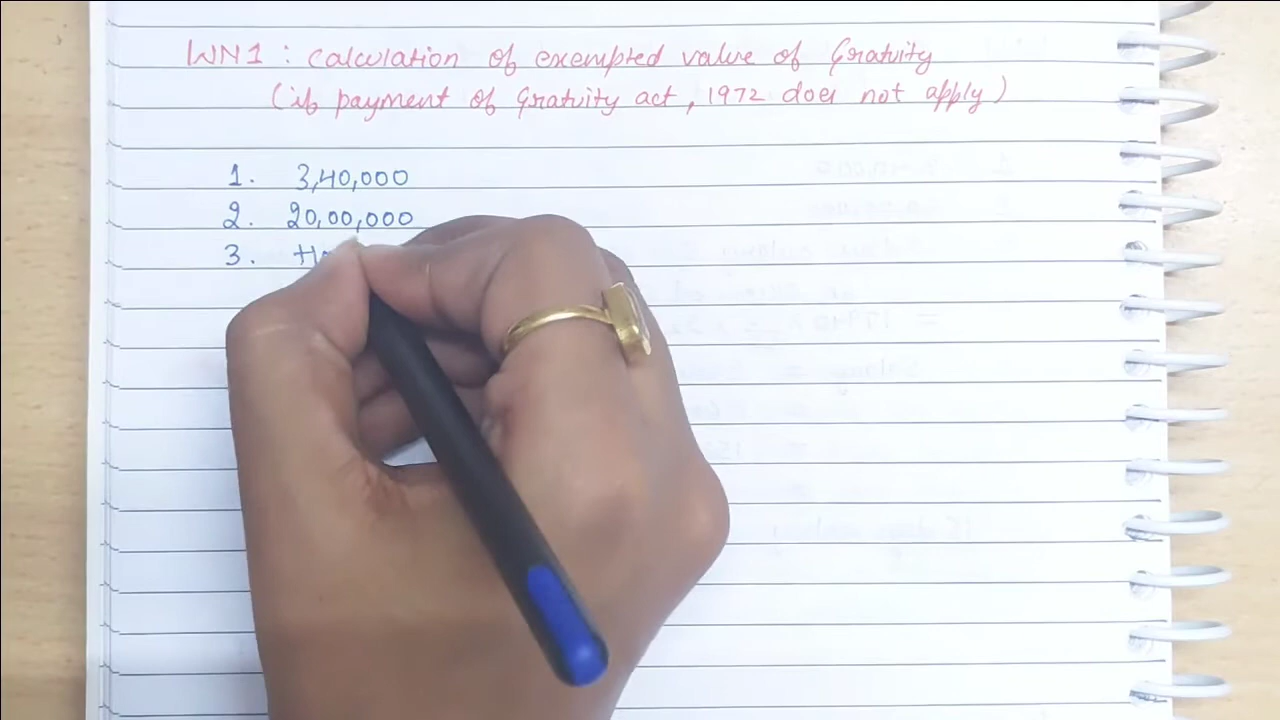 WN1 : Calculation of exempted value of Gratuity
(if payment of Gratuity act, 1972 does not apply)
1. 3,40,000
2. 20,00,000
3.